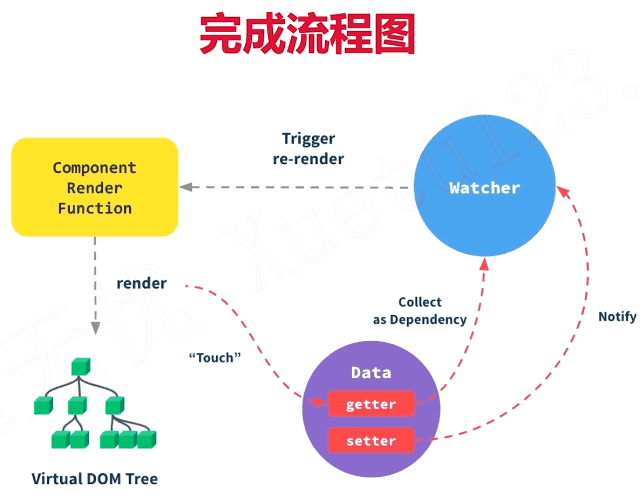 完成流程图
Trigger
re-render
Component
Render
Function
Watcher
render
Collect
as Dependency
Notify
"Touch"
Data
getter
setter
Virtual DOM Tree